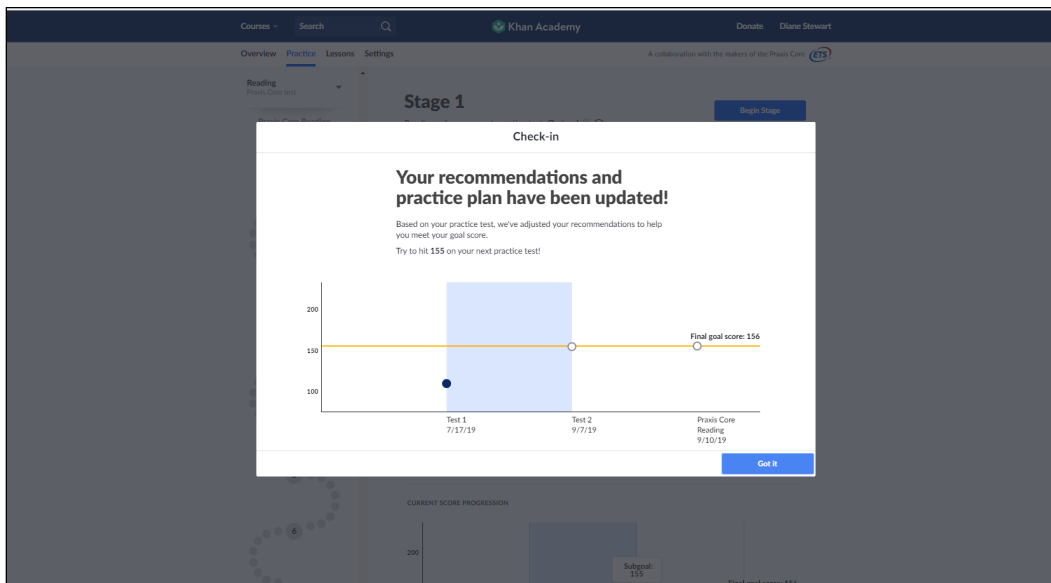 Courses
Search
Khan Academy
Donate
Diane Stewart
Overview
Practice
Lessons
Settings
A collaboration with the makers of the Praxis Core
ETS
Reading
Praxis Core test
Stage 1
Begin Stage
Praxis Core Reading
Check-in
Your recommendations and
practice plan have been updated!
Based on your practice test, we've adjusted your recommendations to help
you meet your goal score.
Try to hit 155 on your next practice test!
200
150
100
Final goal score: 156
Test 1
7/17/19
Test 2
9/7/19
Praxis Core
Reading
9/10/19
Got it
CURRENT SCORE PROGRESSION
6
200
Subgoal:
155